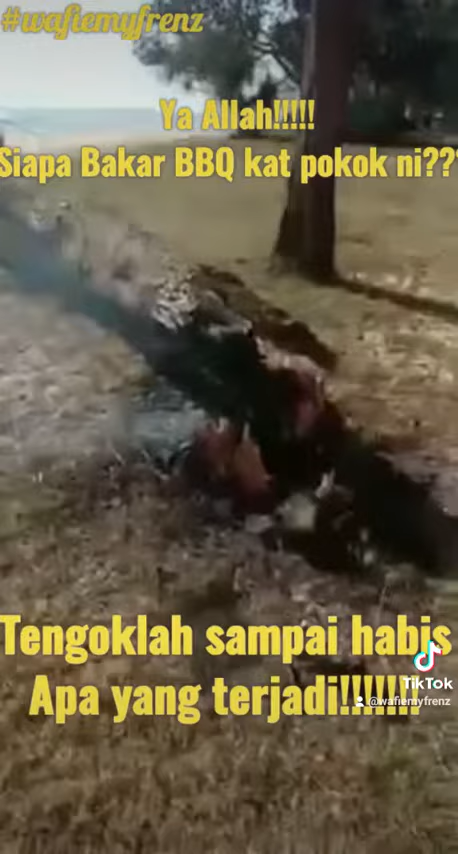 #wafiemyfrenz
Ya Allah!!!!!
Siapa Bakar BBQ kat pokok ni???
Tengoklah sampai habis
Apa yang terjadi!!!!!!!
TikTok
@wafiemyfrenz